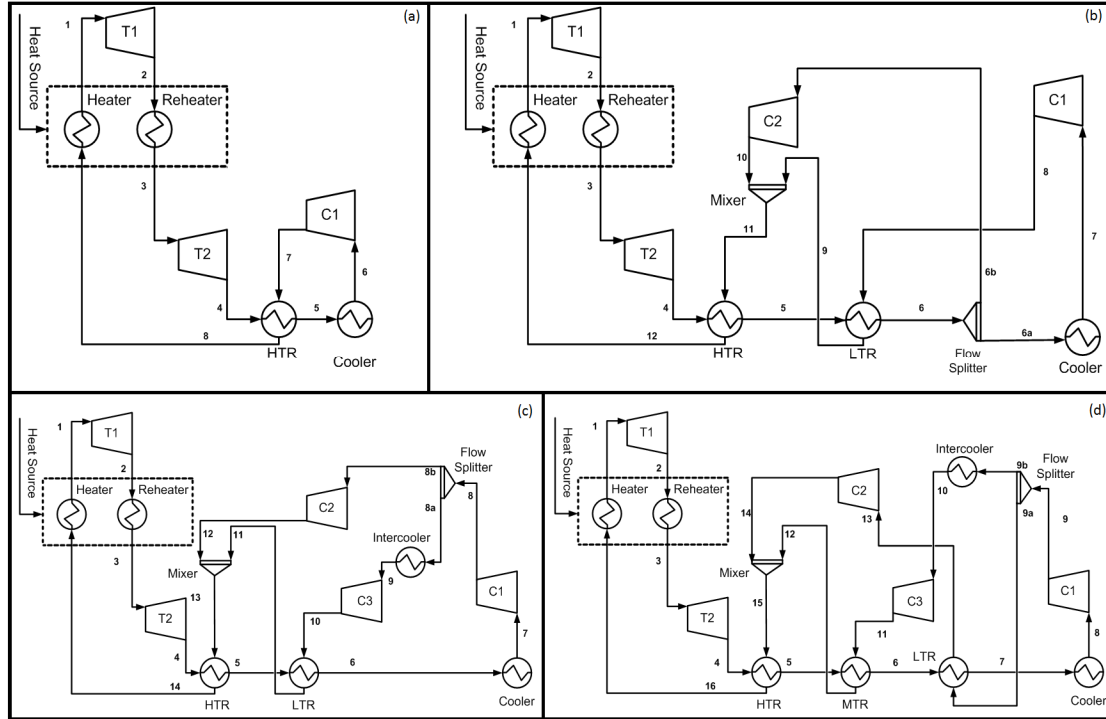 (a)
1
T1
2
Heat Source
Heater
Reheater
3
T2
C1
7
6
4
5
8
HTR
Cooler
(b)
1
T1
2
Heat Source
Heater
Reheater
C2
C1
10
3
Mixer
8
11
9
7
T2
6b
4
5
6
6a
12
HTR
LTR
Flow
Splitter
Cooler
(c)
1
T1
2
Heat Source
Heater
Reheater
Flow
Splitter
8b
8
8a
C2
12
11
Intercooler
3
Mixer
9
13
C3
C1
T2
10
7
4
5
6
14
HTR
LTR
Cooler
(d)
1
T1
2
Heat Source
Heater
Reheater
Intercooler
Flow
Splitter
9b
10
9a
C2
14
13
9
12
3
Mixer
15
C3
C1
T2
11
8
LTR
4
5
6
7
16
HTR
MTR
Cooler